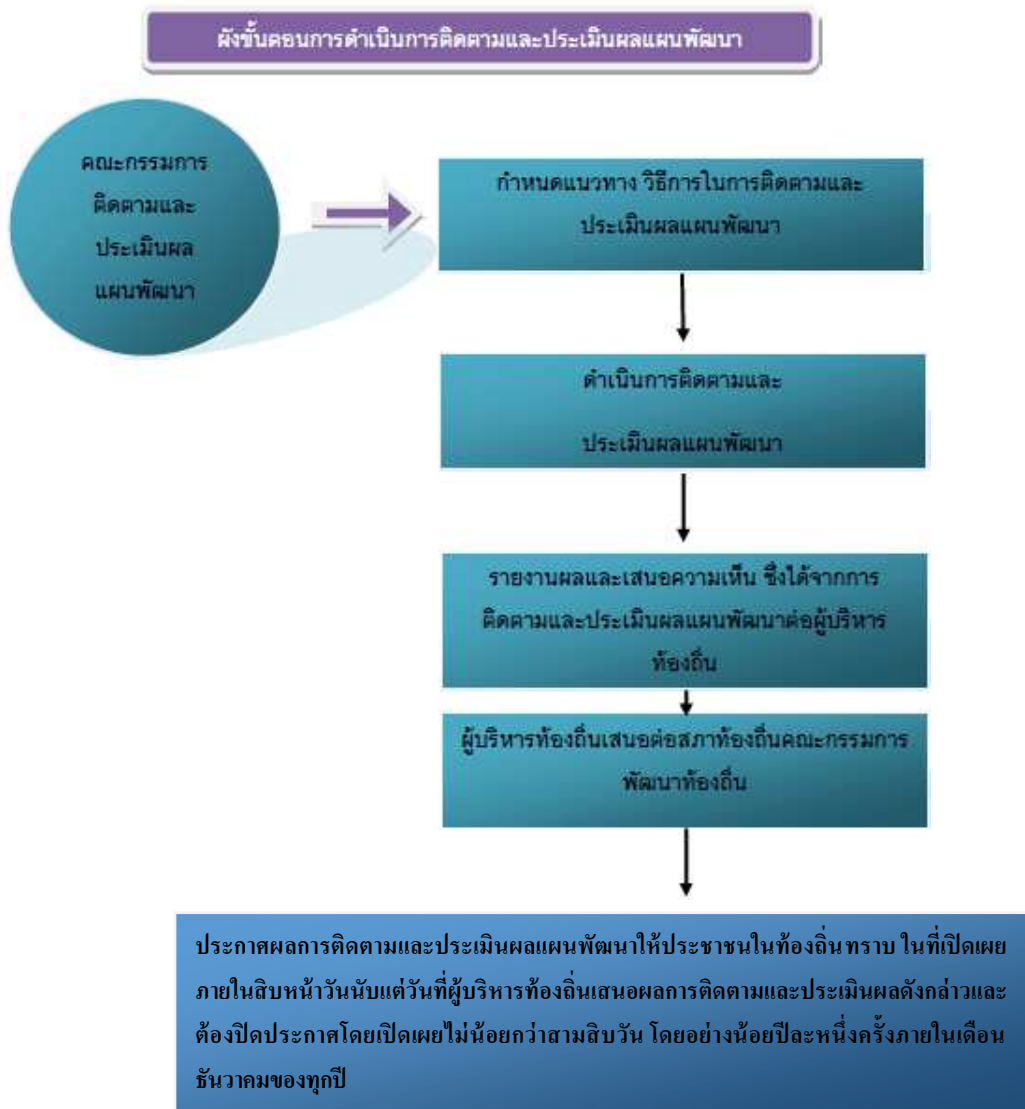 ผังขั้นตอนการดำเนินการติดตามและประเมินผลแผนพัฒนา
คณะกรรมการ
ติดตามและ
ประเมินผล
แผนพัฒนา
กำหนดแนวทาง วิธีการในการติดตามและ
ประเมินผลแผนพัฒนา
ดำเนินการติดตามและ
ประเมินผลแผนพัฒนา
รายงานผลและเสนอความเห็น ซึ่งได้จากการ
ติดตามและประเมินผลแผนพัฒนาต่อผู้บริหาร
ท้องถิ่น
ผู้บริหารท้องถิ่นเสนอต่อสภาท้องถิ่นคณะกรรมการ
พัฒนาท้องถิ่น
ประกาศผลการติดตามและประเมินผลแผนพัฒนาให้ประชาชนในท้องถิ่นทราบ ในที่เปิดเผย
ภายในสิบหน้าวันนับแต่วันที่ผู้บริหารท้องถิ่นเสนอผลการติดตามและประเมินผลดังกล่าวและ
ต้องปิดประกาศโดยเปิดเผยไม่น้อยกว่าสามสิบวัน โดยอย่างน้อยปีละหนึ่งครั้งภายในเดือน
ธันวาคมของทุกปี